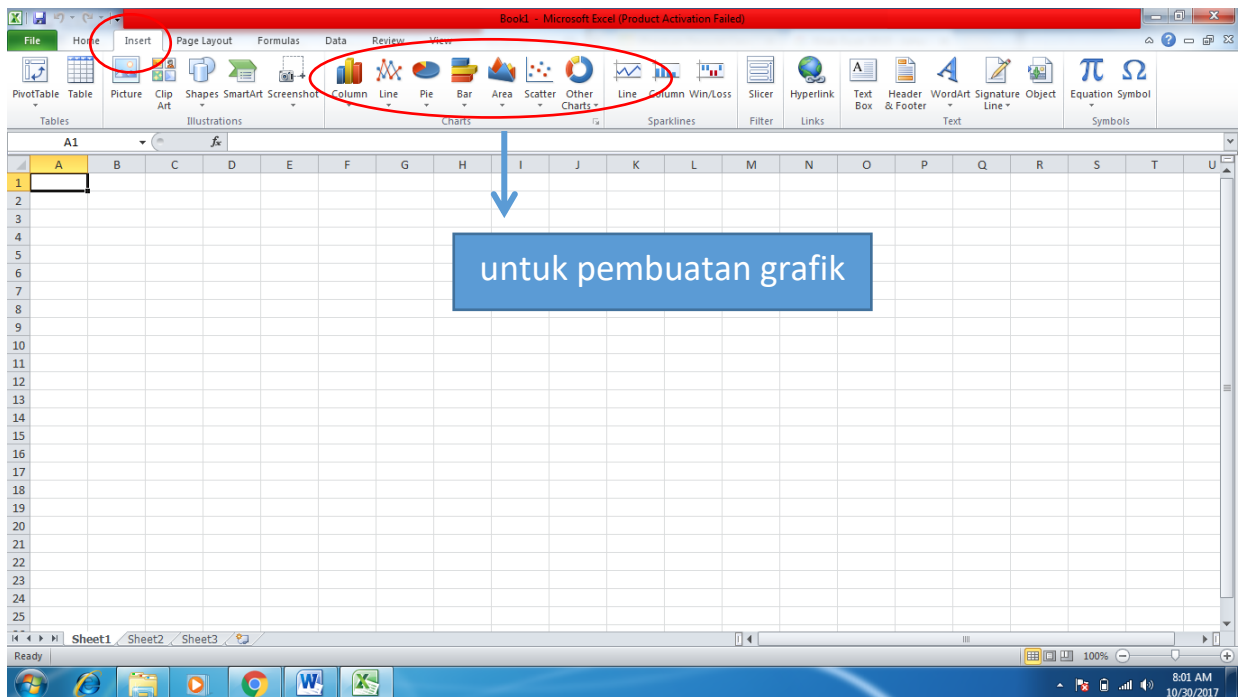 Book1 - Microsoft Excel (Product Activation Failed)
File Home Insert Page Layout Formulas Data Review View
PivotTable Table Picture Clip Art Shapes SmartArt Screenshot Column Line Pie Bar Area Scatter Other Charts Line Column Win/Loss Slicer Hyperlink Text Box Header & Footer WordArt Signature Line Object Equation Symbol
Tables Illustrations Charts Sparklines Filter Links Text Symbols
A1 fx
A B C D E F G H I J K L M N O P Q R S T U
1
2
3
4
5
6
7
8
9
10
11
12
13
14
15
16
17
18
19
20
21
22
23
24
25
untuk pembuatan grafik
Sheet1 Sheet2 Sheet3
Ready 100%
8:01 AM
10/30/2017